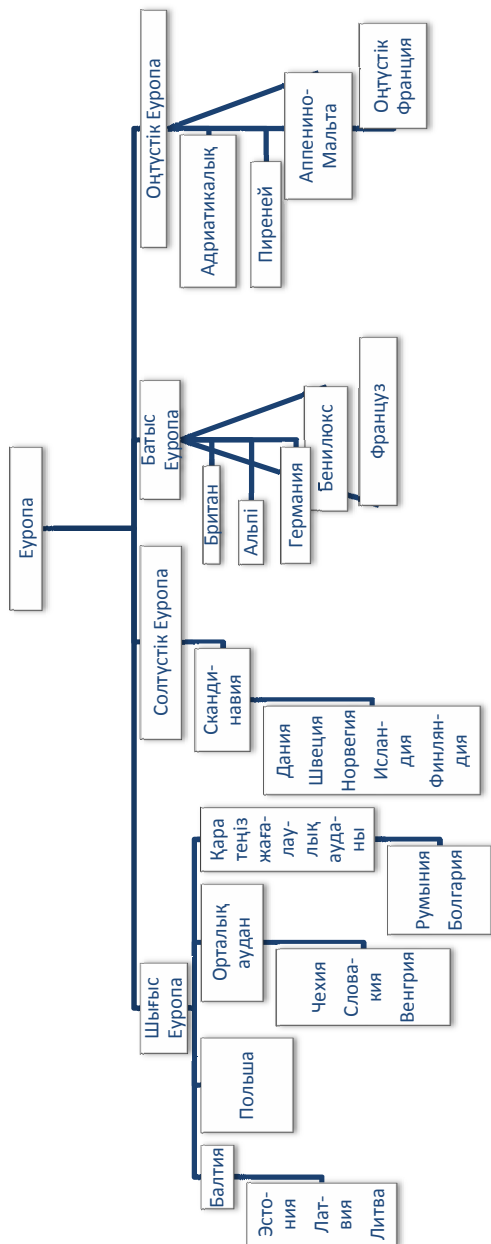 Еуропа
Шығыс
Еуропа
Солтүстік Еуропа
Батыс
Еуропа
Оңтүстік Еуропа
Балтия
Эсто-
ния
Лат-
вия
Литва
Польша
Орталық
аудан
Чехия
Слова-
кия
Венгрия
Қара
теңіз
жаға-
лау-
лық
ауда-
ны
Румыния
Болгария
Сканди-
навия
Дания
Швеция
Норвегия
Ислан-
дия
Финлян-
дия
Британ
Альпі
Германия
Бенилюкс
Француз
Адриатикалық
Пиреней
Аппенино-
Мальта
Оңтүстік
Франция